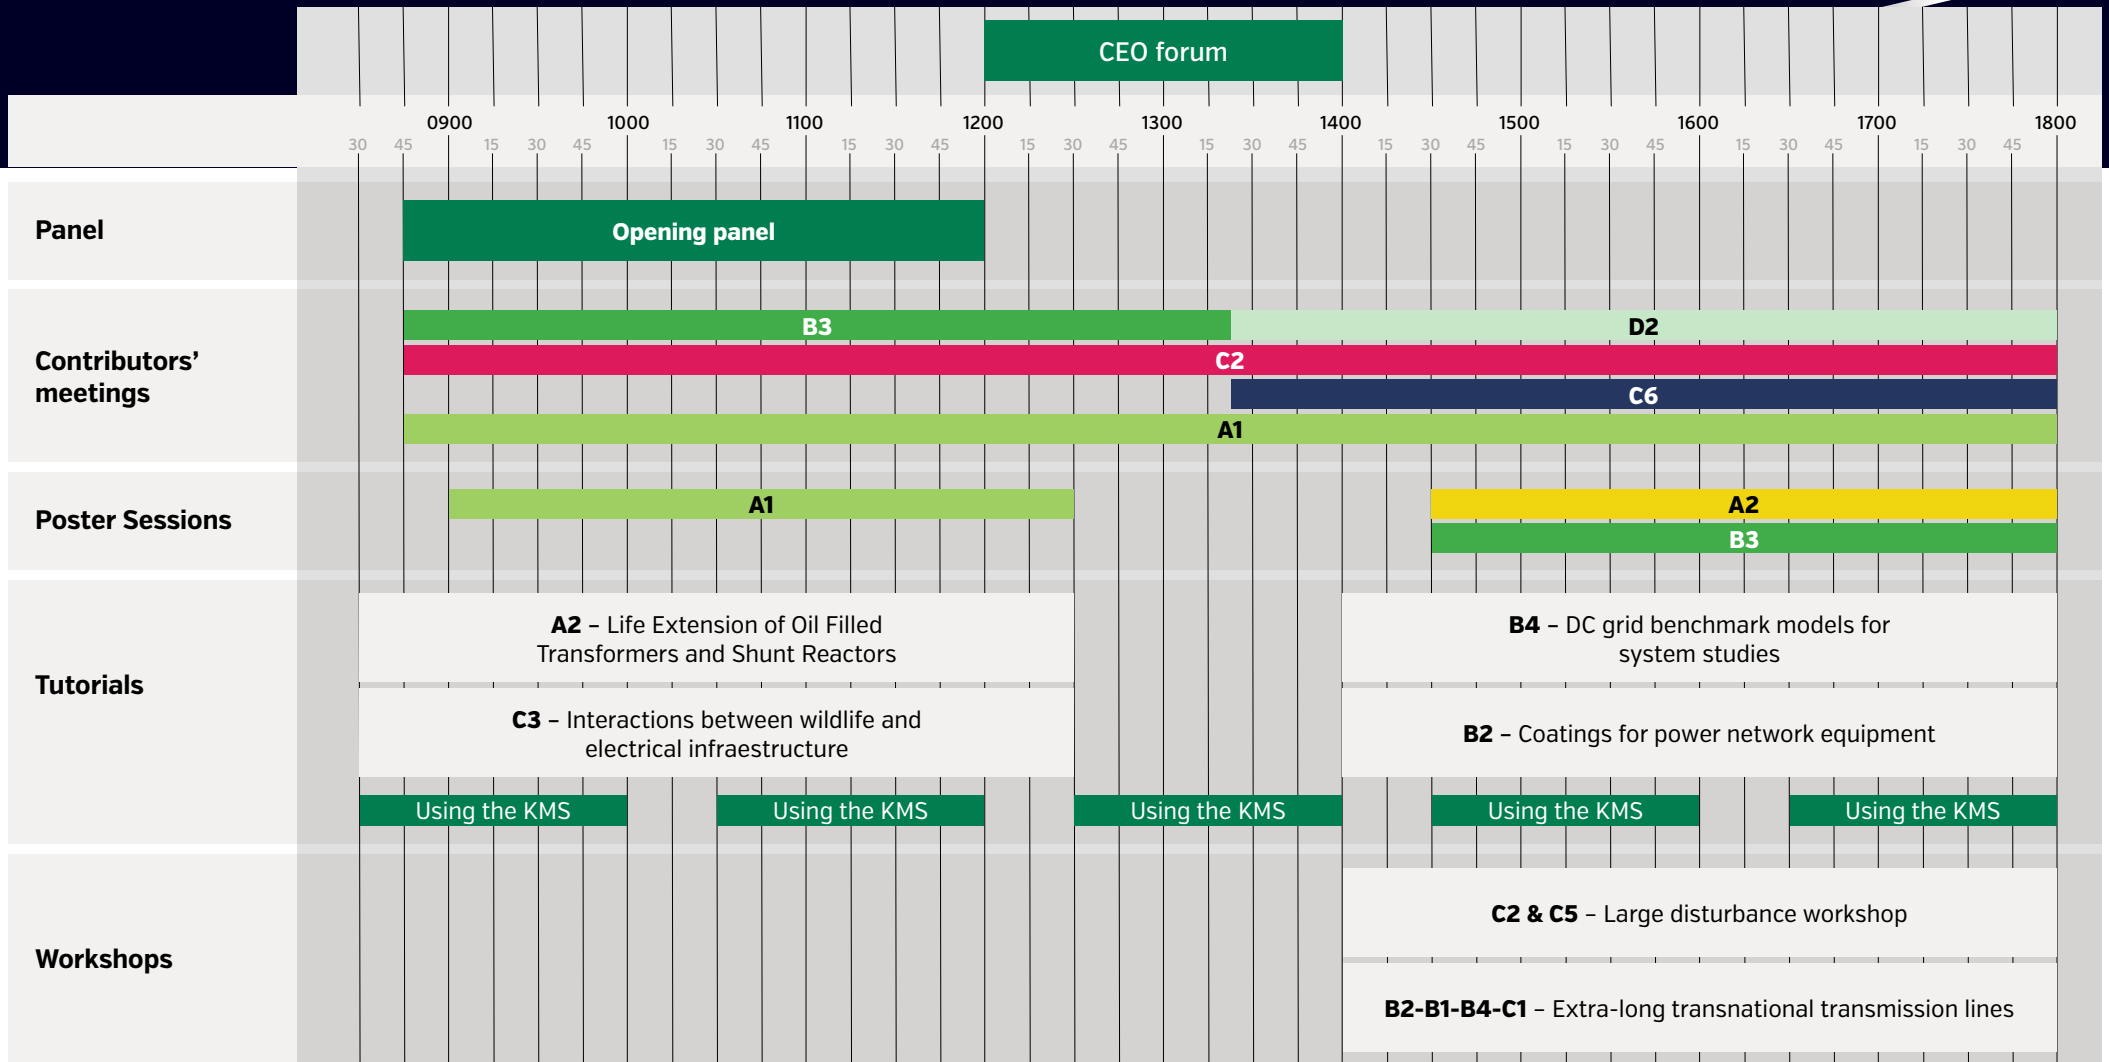 CEO forum
0900 1000 1100 1200 1300 1400 1500 1600 1700 1800
30 45 15 30 45 15 30 45 15 30 45 15 30 45 15 30 45 15 30 45 15 30 45 15 30 45 15 30 45
Panel
Opening panel
Contributors’
meetings
B3
D2
C2
C6
A1
Poster Sessions
A1
A2
B3
Tutorials
A2 – Life Extension of Oil Filled
Transformers and Shunt Reactors
B4 – DC grid benchmark models for
system studies
C3 – Interactions between wildlife and
electrical infraestructure
B2 – Coatings for power network equipment
Using the KMS
Using the KMS
Using the KMS
Using the KMS
Using the KMS
Workshops
C2 & C5 – Large disturbance workshop
B2-B1-B4-C1 – Extra-long transnational transmission lines